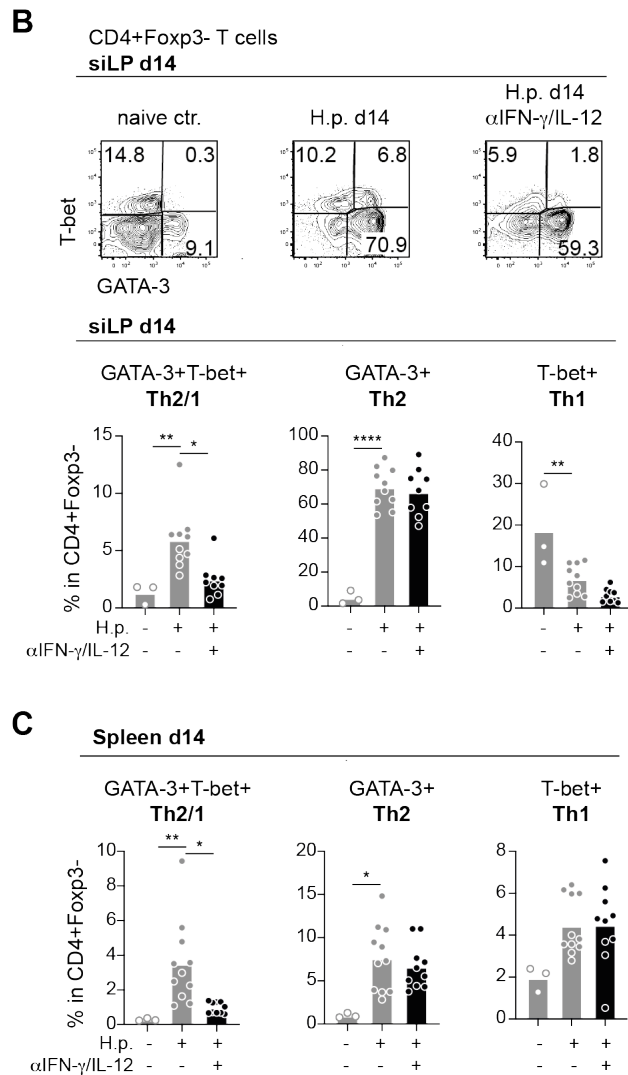 B
CD4+Foxp3- T cells
siLP d14
naive ctr.
H.p. d14
H.p. d14
αIFN-γ/IL-12
14.8 0.3
9.1
10.2 6.8
70.9
5.9 1.8
59.3
T-bet
GATA-3
siLP d14
GATA-3+T-bet+
Th2/1
GATA-3+
Th2
T-bet+
Th1
% in CD4+Foxp3-
15
10
5
0
** *
100
80
60
40
20
0
****
40
30
20
10
0
**
H.p. - + + - + + - + +
αIFN-γ/IL-12 - - + - - + - - +
C
Spleen d14
GATA-3+T-bet+
Th2/1
GATA-3+
Th2
T-bet+
Th1
% in CD4+Foxp3-
10
8
6
4
2
0
** *
20
15
10
5
0
*
8
6
4
2
0
H.p. - + + - + + - + +
αIFN-γ/IL-12 - - + - - + - - +